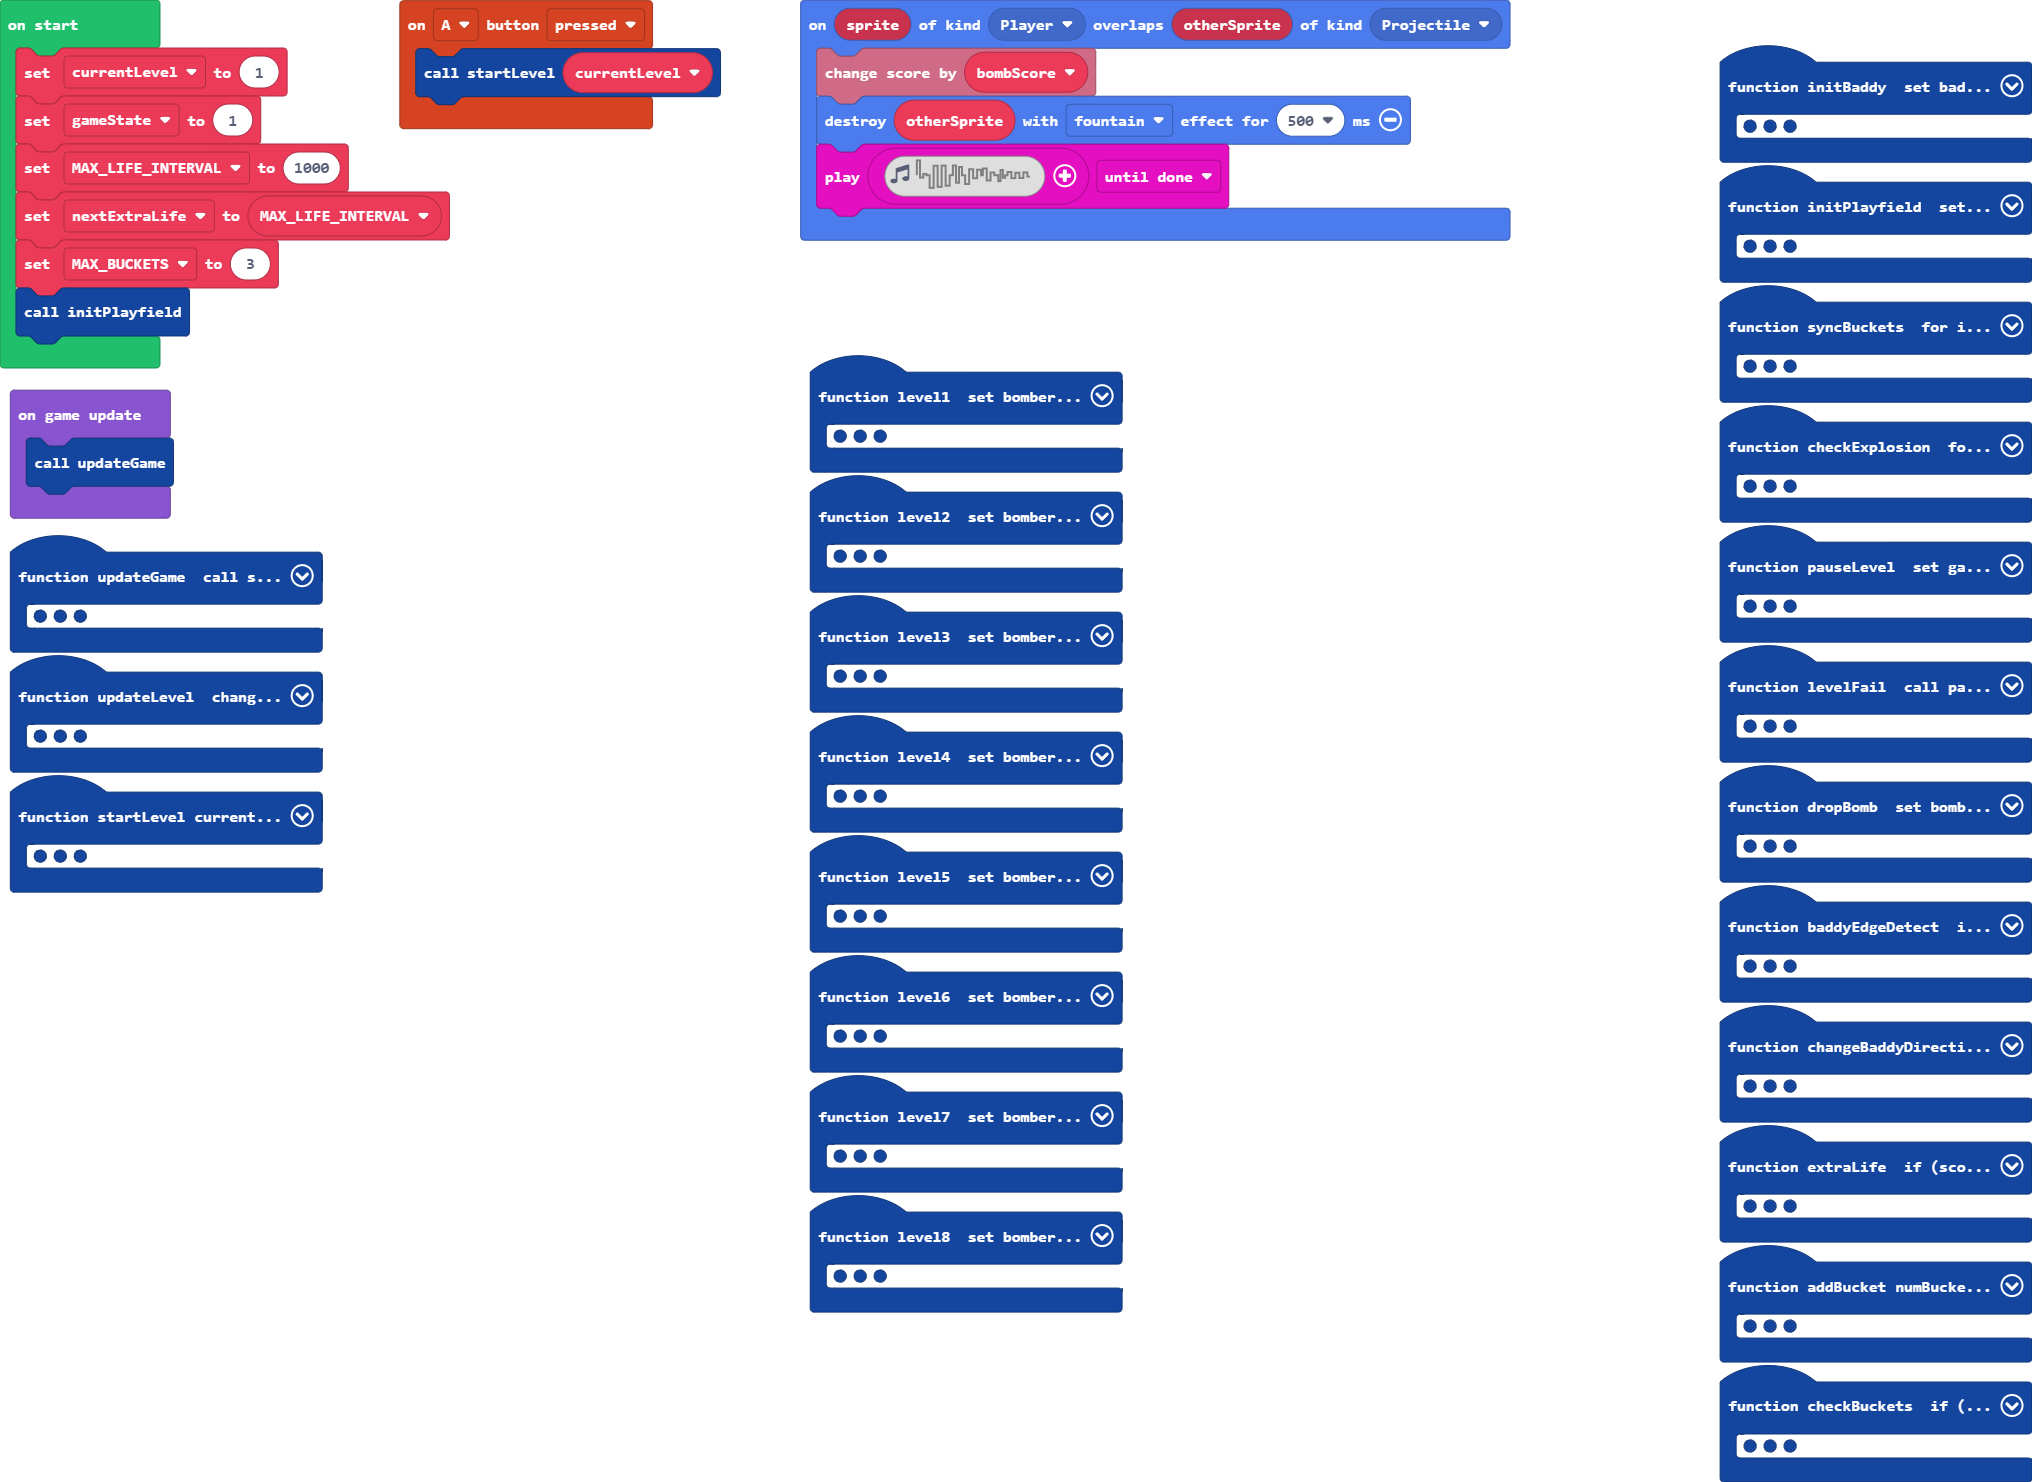 on start
set currentLevel to 1
set gameState to 1
set MAX_LIFE_INTERVAL to 1000
set nextExtraLife to MAX_LIFE_INTERVAL
set MAX_BUCKETS to 3
call initPlayfield
on game update
call updateGame
function updateGame call s...
function updateLevel chang...
function startLevel current...
on A button pressed
call startLevel currentLevel
on sprite of kind Player overlaps otherSprite of kind Projectile
change score by bombScore
destroy otherSprite with fountain effect for 500 ms
play until done
function level1 set bomber...
function level2 set bomber...
function level3 set bomber...
function level4 set bomber...
function level5 set bomber...
function level6 set bomber...
function level7 set bomber...
function level8 set bomber...
function initBaddy set bad...
function initPlayfield set...
function syncBuckets for i...
function checkExplosion fo...
function pauseLevel set ga...
function levelFail call pa...
function dropBomb set bomb...
function baddyEdgeDetect i...
function changeBaddyDirecti...
function extraLife if (sco...
function addBucket numBucke...
function checkBuckets if (...